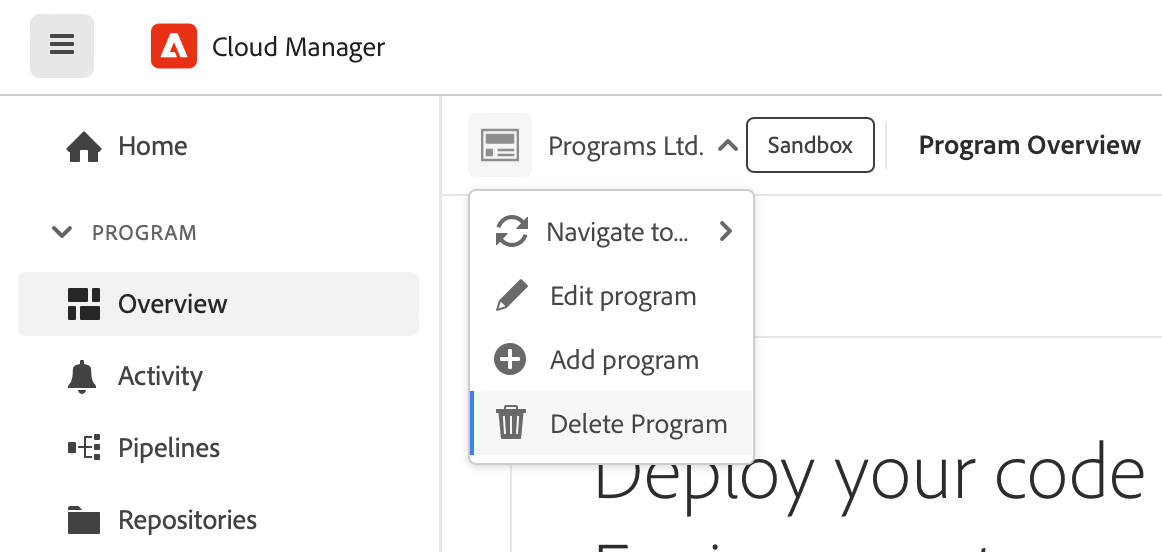 Cloud Manager
Home
PROGRAM
Overview
Activity
Pipelines
Repositories
Programs Ltd.
Sandbox
Program Overview
Navigate to...
Edit program
Add program
Delete Program
Deploy your code